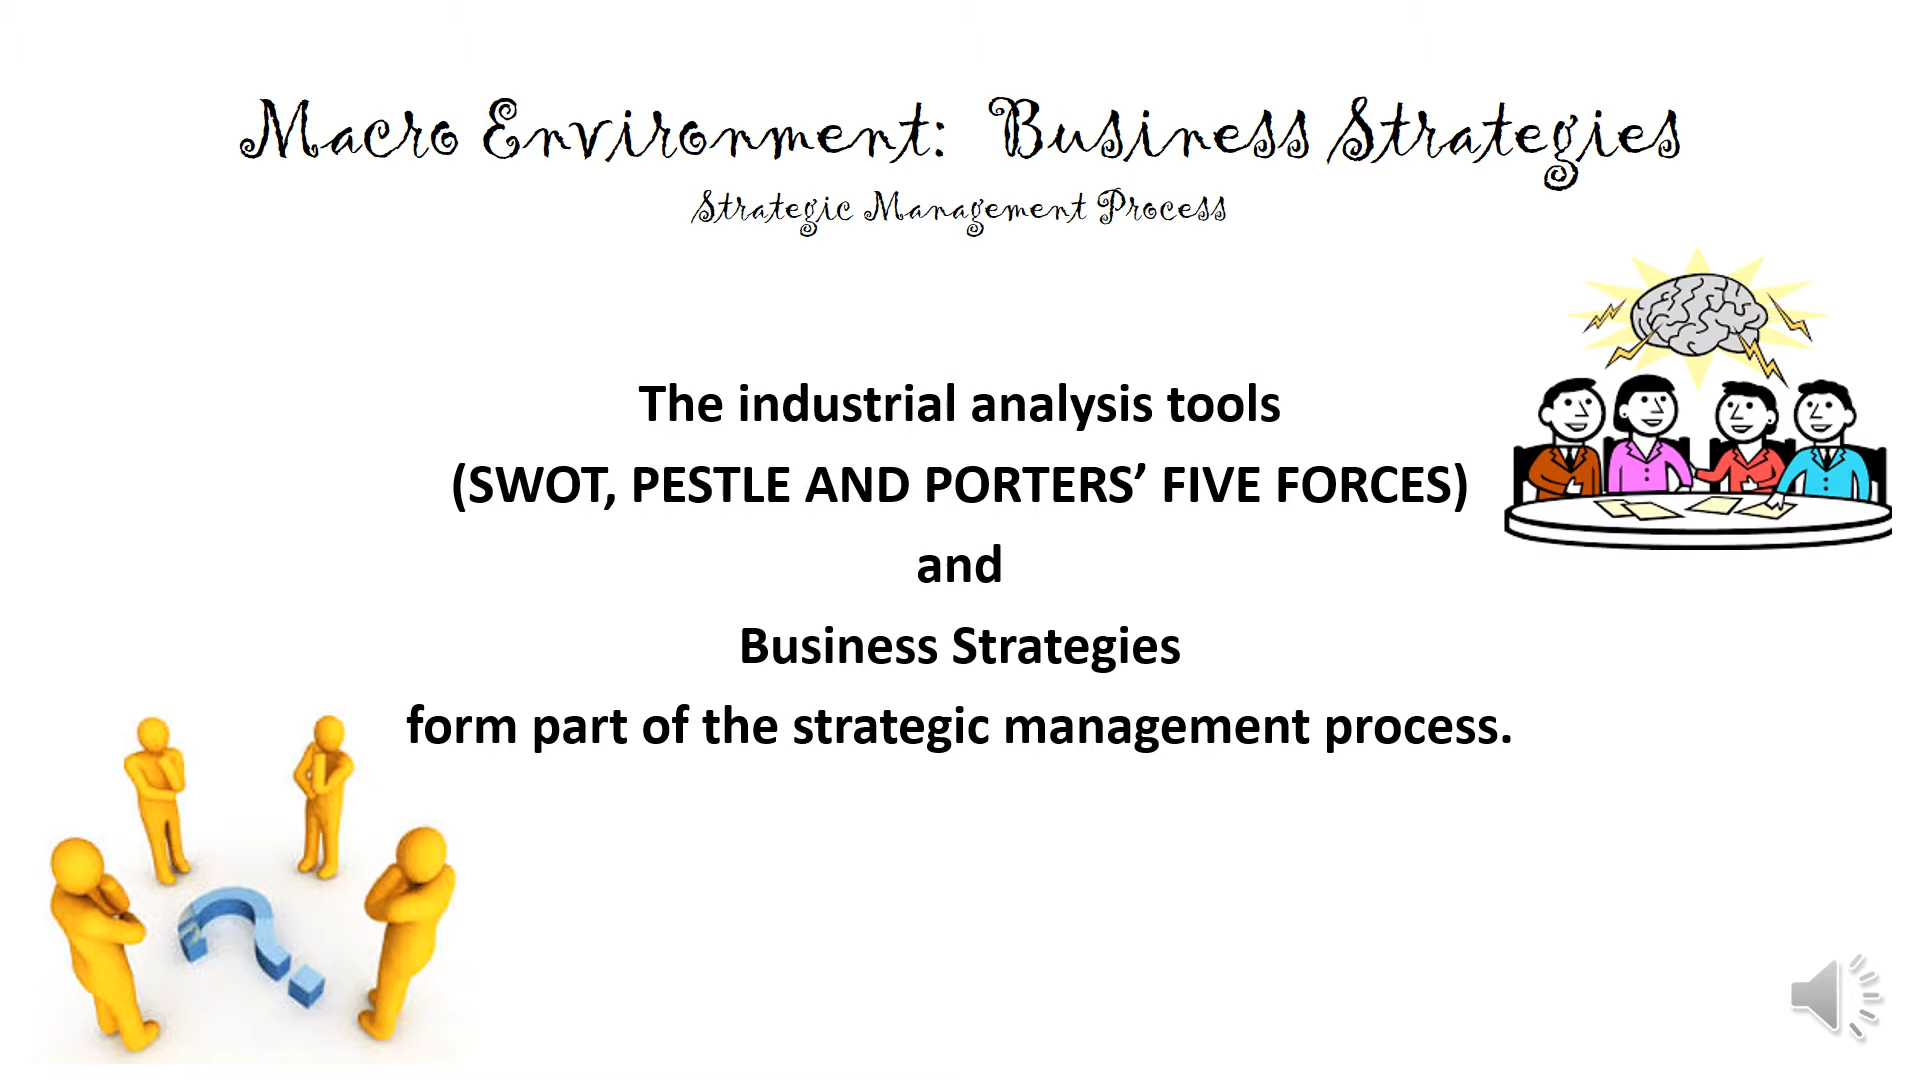 Macro Environment: Business Strategies
Strategic Management Process
The industrial analysis tools
(SWOT, PESTLE AND PORTERS’ FIVE FORCES)
and
Business Strategies
form part of the strategic management process.